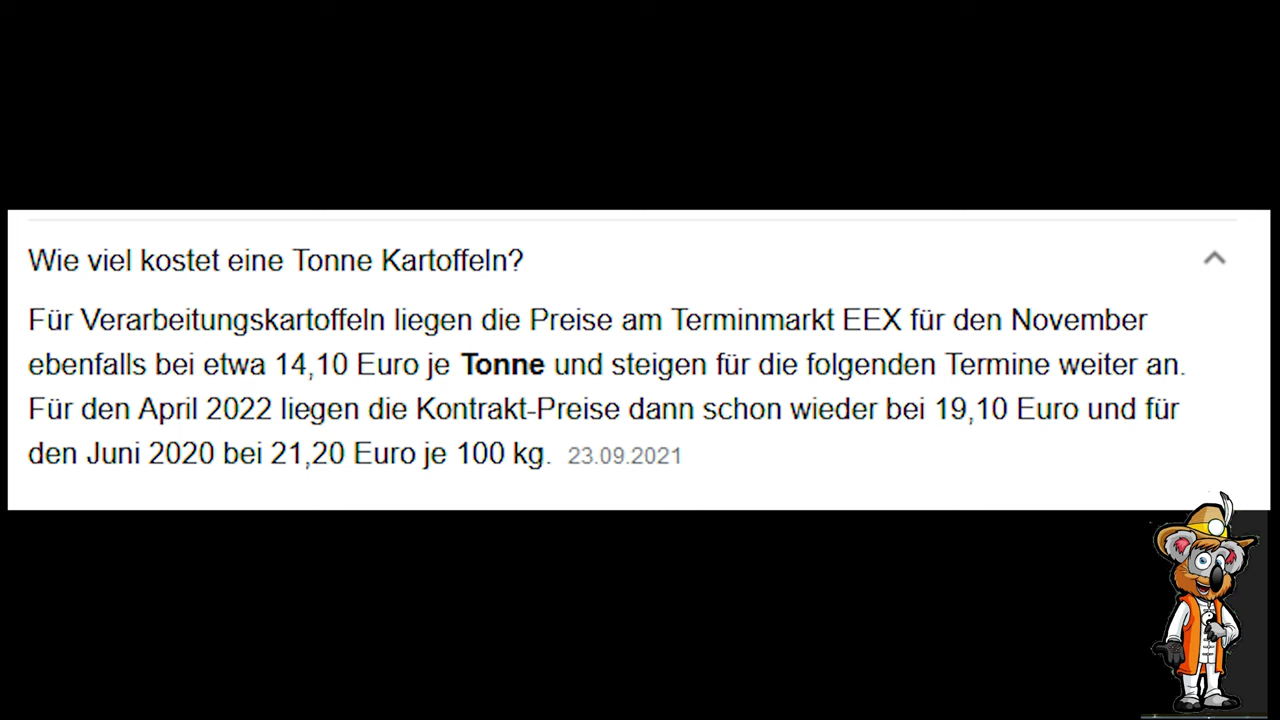 Wie viel kostet eine Tonne Kartoffeln?
Für Verarbeitungskartoffeln liegen die Preise am Terminmarkt EEX für den November
ebenfalls bei etwa 14,10 Euro je Tonne und steigen für die folgenden Termine weiter an.
Für den April 2022 liegen die Kontrakt-Preise dann schon wieder bei 19,10 Euro und für
den Juni 2020 bei 21,20 Euro je 100 kg. 23.09.2021